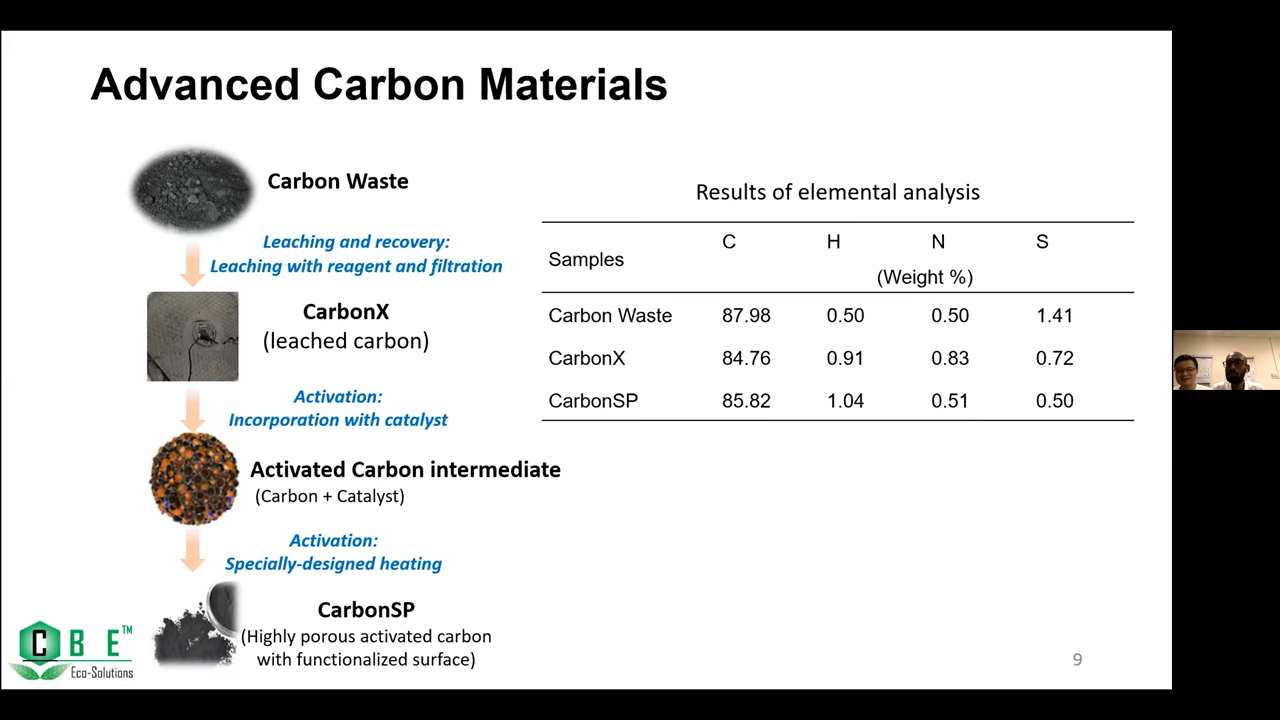 Advanced Carbon Materials
Carbon Waste
Leaching and recovery:
Leaching with reagent and filtration
CarbonX
(leached carbon)
Activation:
Incorporation with catalyst
Activated Carbon intermediate
(Carbon + Catalyst)
Activation:
Specially-designed heating
CarbonSP
(Highly porous activated carbon
with functionalized surface)
Results of elemental analysis
Samples C H N S
(Weight %)
Carbon Waste 87.98 0.50 0.50 1.41
CarbonX 84.76 0.91 0.83 0.72
CarbonSP 85.82 1.04 0.51 0.50
CBE™
Eco-Solutions
9